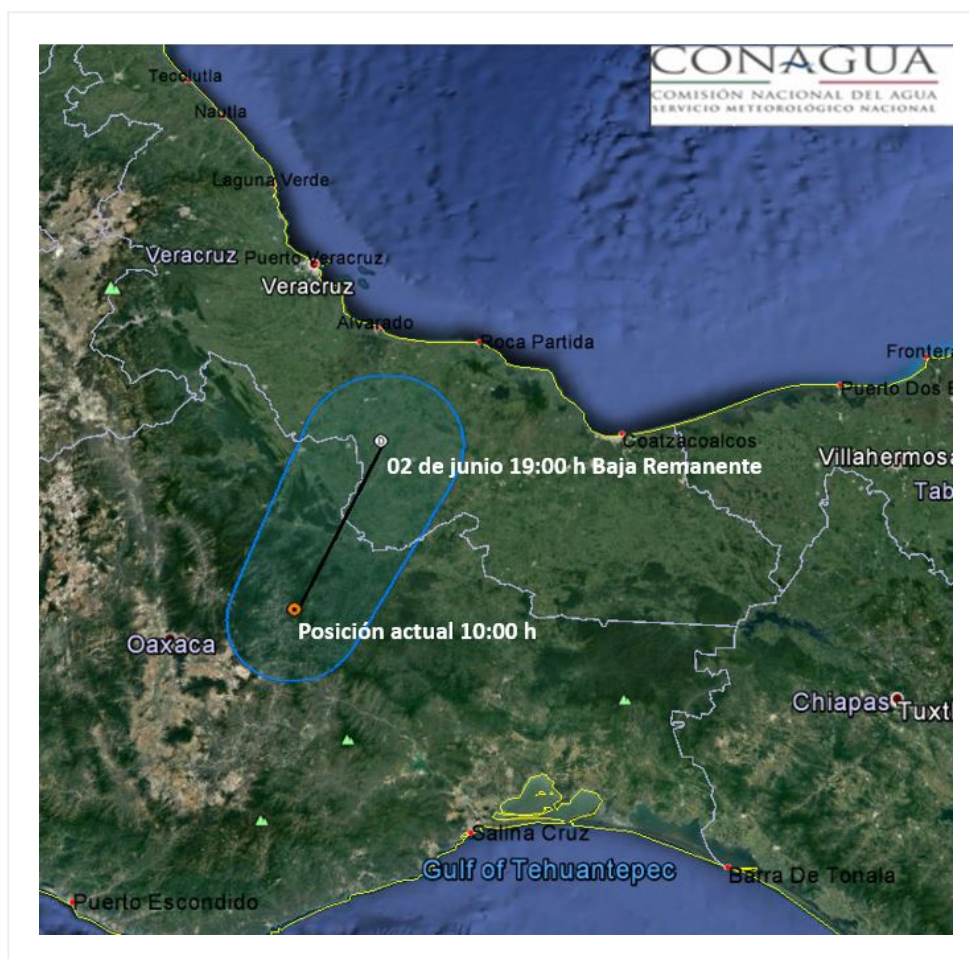 CONAGUA
COMISIÓN NACIONAL DEL AGUA
SERVICIO METEOROLÓGICO NACIONAL
Tecolutla
Nautla
Laguna Verde
Veracruz
Puerto Veracruz
Veracruz
Alvarado
Roca Partida
Fronter
Puerto Dos B
Coatzacoalcos
Villahermosa
Tab
02 de junio 19:00 h Baja Remanente
Posición actual 10:00 h
Oaxaca
Chiapas
Tuxtl
Salina Cruz
Gulf of Tehuantepec
Barra De Tonala
Puerto Escondido